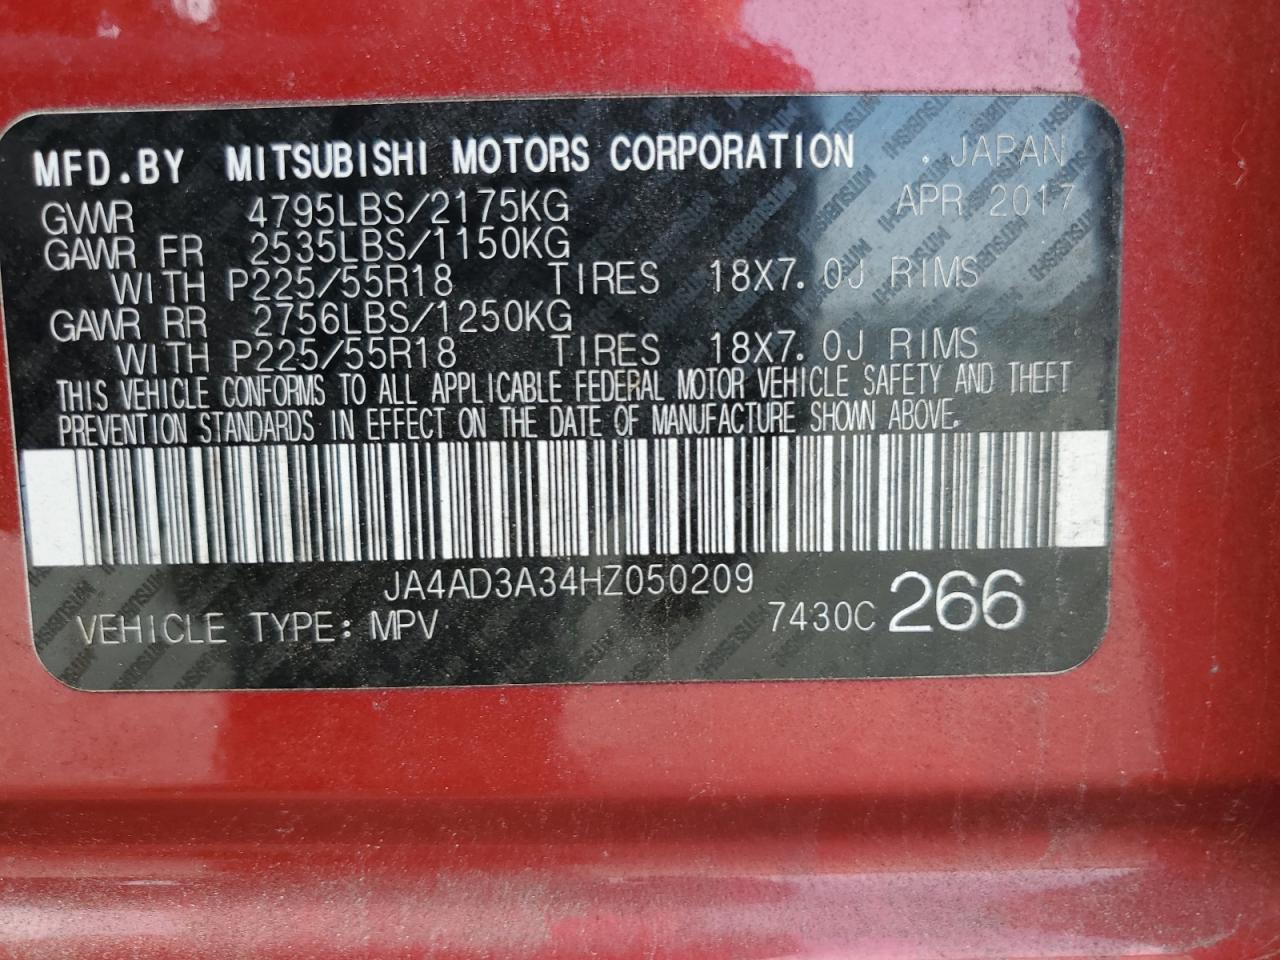 MFD.BY MITSUBISHI MOTORS CORPORATION . JAPAN
GVWR 4795LBS/2175KG APR 2017
GAWR FR 2535LBS/1150KG
WITH P225/55R18 TIRES 18X7.0J RIMS
GAWR RR 2756LBS/1250KG
WITH P225/55R18 TIRES 18X7.0J RIMS
THIS VEHICLE CONFORMS TO ALL APPLICABLE FEDERAL MOTOR VEHICLE SAFETY AND THEFT
PREVENTION STANDARDS IN EFFECT ON THE DATE OF MANUFACTURE SHOWN ABOVE.
JA4AD3A34HZ050209
VEHICLE TYPE: MPV 7430C 266